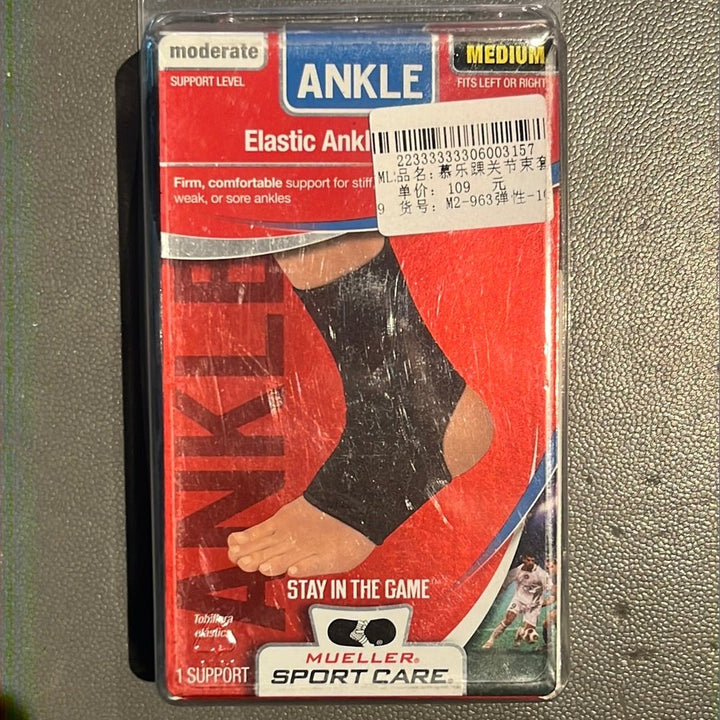 moderate
SUPPORT LEVEL
ANKLE
MEDIUM
FITS LEFT OR RIGHT
Elastic Ankl
Firm, comfortable support for stiff,
weak, or sore ankles
22333333306003157
ML品名：慕乐踝关节束套
单价： 109 元
9 货号： M2-963弹性-1
ANKLE
STAY IN THE GAME
Tobillera
elástica
1 SUPPORT
MUELLER®
SPORT CARE®